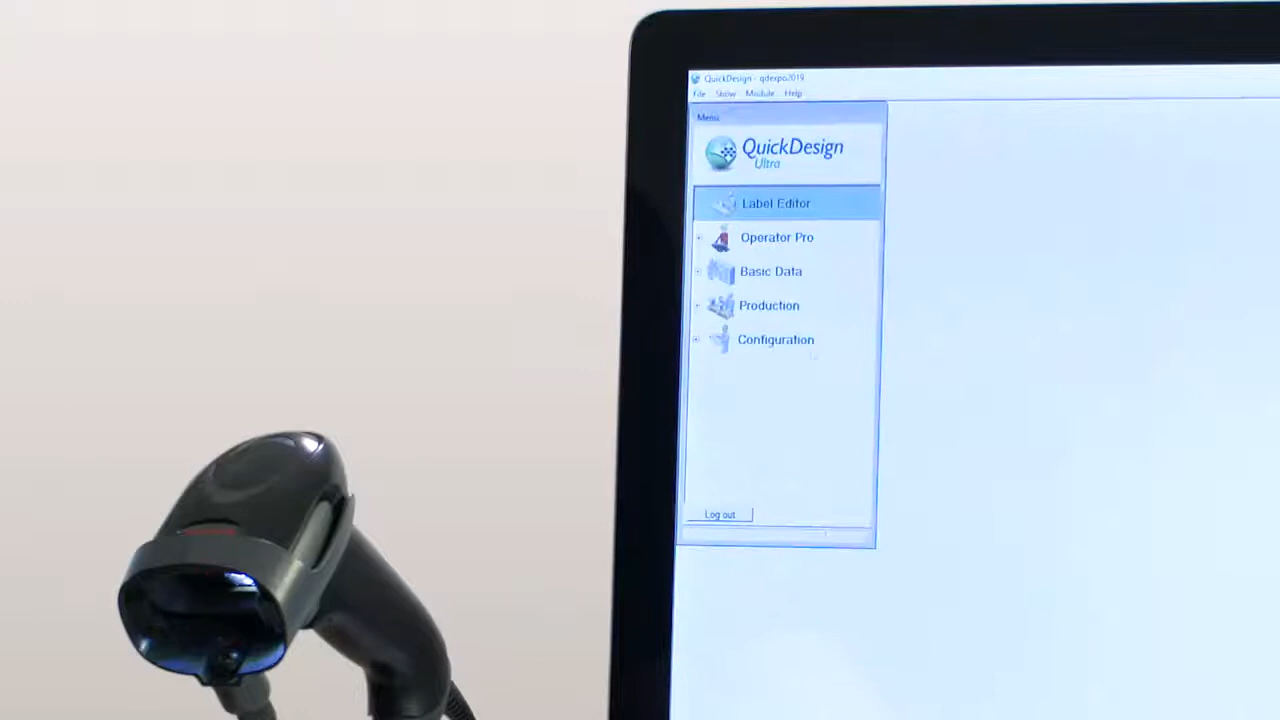 QuickDesign - qdexpo2019
File Show Module Help
Menu
QuickDesign
Ultra
Label Editor
Operator Pro
Basic Data
Production
Configuration
Log out